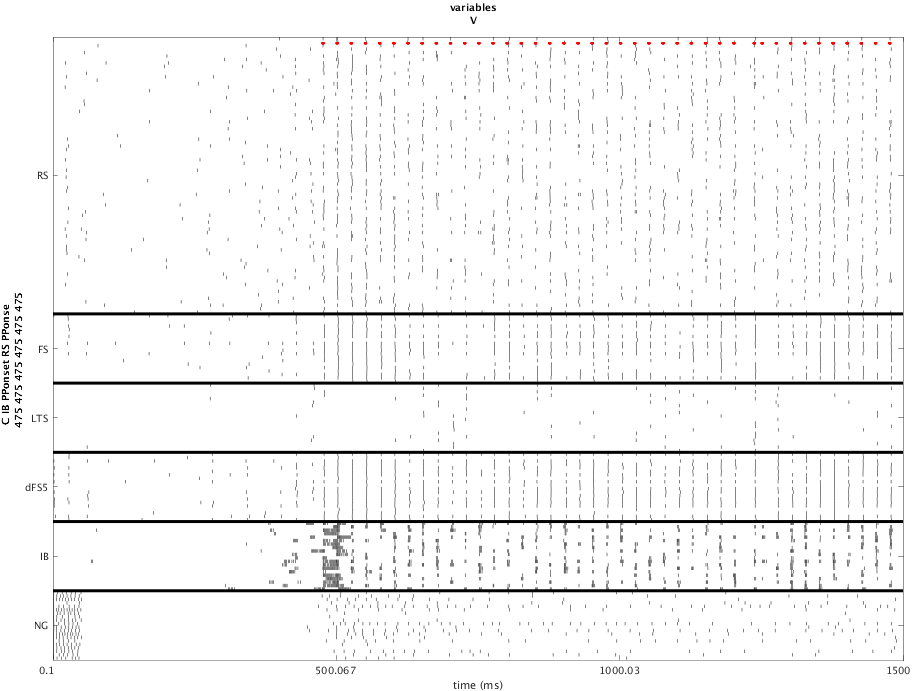 variables
V
RS
FS
LTS
dFS5
IB
NG
C IB PPonset RS PPonse
475 475 475 475 475 475
0.1
500.067
1000.03
1500
time (ms)